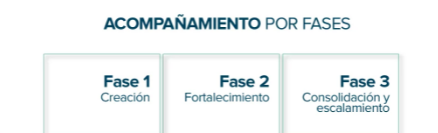 ACOMPAÑAMIENTO POR FASES
Fase 1
Creación
Fase 2
Fortalecimiento
Fase 3
Consolidación y
escalamiento